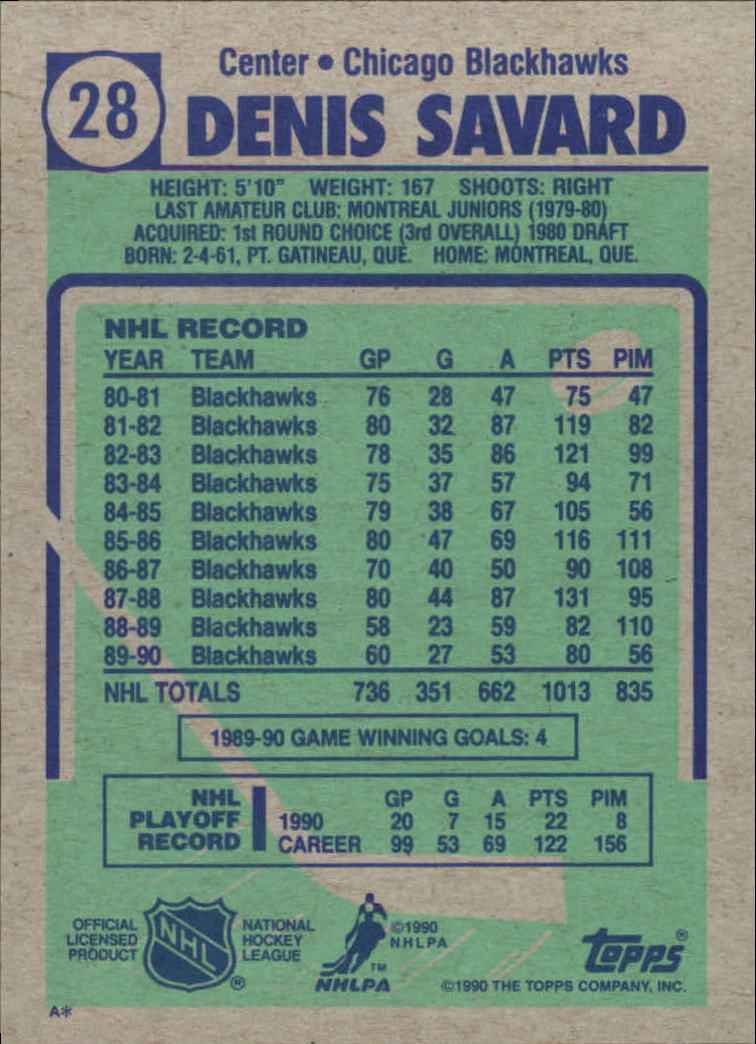 28
Center • Chicago Blackhawks
DENIS SAVARD
HEIGHT: 5'10" WEIGHT: 167 SHOOTS: RIGHT
LAST AMATEUR CLUB: MONTREAL JUNIORS (1979-80)
ACQUIRED: 1st ROUND CHOICE (3rd OVERALL) 1980 DRAFT
BORN: 2-4-61, PT. GATINEAU, QUE. HOME: MONTREAL, QUE.
NHL RECORD
YEAR TEAM GP G A PTS PIM
80-81 Blackhawks 76 28 47 75 47
81-82 Blackhawks 80 32 87 119 82
82-83 Blackhawks 78 35 86 121 99
83-84 Blackhawks 75 37 57 94 71
84-85 Blackhawks 79 38 67 105 56
85-86 Blackhawks 80 47 69 116 111
86-87 Blackhawks 70 40 50 90 108
87-88 Blackhawks 80 44 87 131 95
88-89 Blackhawks 58 23 59 82 110
89-90 Blackhawks 60 27 53 80 56
NHL TOTALS 736 351 662 1013 835
1989-90 GAME WINNING GOALS: 4
NHL PLAYOFF RECORD
GP G A PTS PIM
1990 20 7 15 22 8
CAREER 99 53 69 122 156
OFFICIAL
LICENSED
PRODUCT
NHL
®
NATIONAL
HOCKEY
LEAGUE
©1990
NHLPA
TM
NHLPA
Topps®
©1990 THE TOPPS COMPANY, INC.
A*